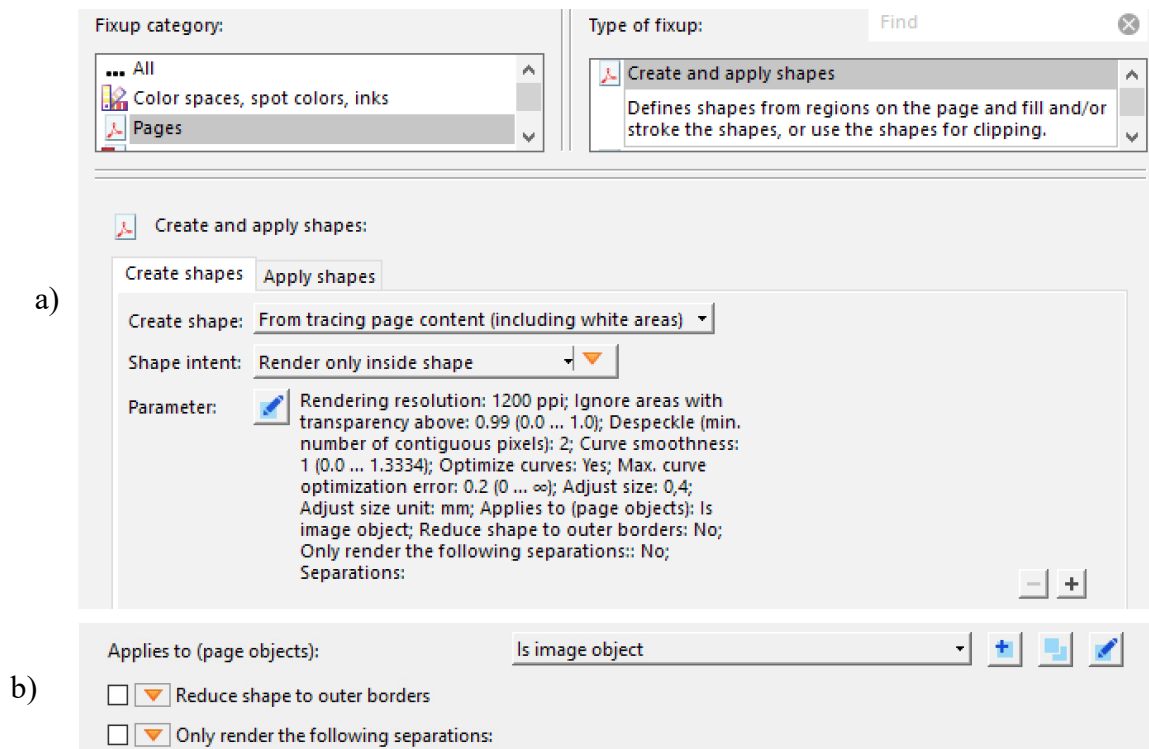 Fixup category:
Type of fixup:
Find
All
Color spaces, spot colors, inks
Pages
Create and apply shapes
Defines shapes from regions on the page and fill and/or
stroke the shapes, or use the shapes for clipping.
a)
Create and apply shapes:
Create shapes
Apply shapes
Create shape: From tracing page content (including white areas)
Shape intent: Render only inside shape
Parameter: Rendering resolution: 1200 ppi; Ignore areas with
transparency above: 0.99 (0.0 ... 1.0); Despeckle (min.
number of contiguous pixels): 2; Curve smoothness:
1 (0.0 ... 1.3334); Optimize curves: Yes; Max. curve
optimization error: 0.2 (0 ... ∞); Adjust size: 0,4;
Adjust size unit: mm; Applies to (page objects): Is
image object; Reduce shape to outer borders: No;
Only render the following separations:: No;
Separations:
b)
Applies to (page objects): Is image object
Reduce shape to outer borders
Only render the following separations: